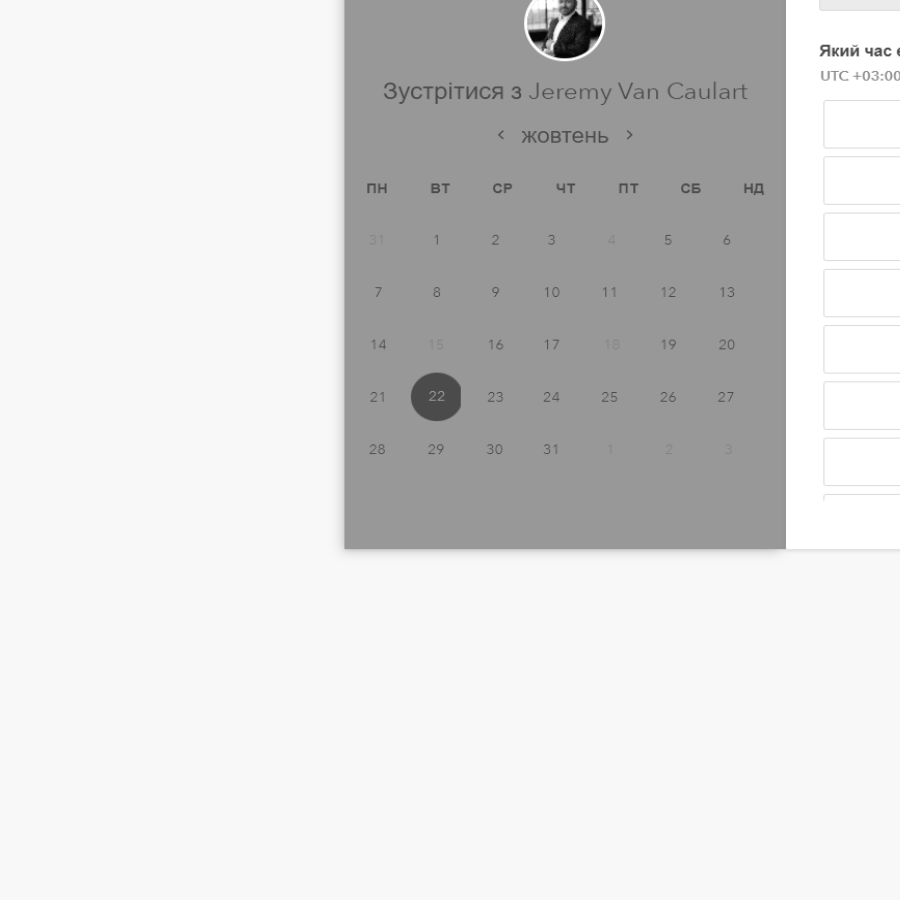 Зустрітися з Jeremy Van Caulart
жовтень
ПН ВТ СР ЧТ ПТ СБ НД
31 1 2 3 4 5 6
7 8 9 10 11 12 13
14 15 16 17 18 19 20
21 22 23 24 25 26 27
28 29 30 31 1 2 3
Який час
UTC +03:00